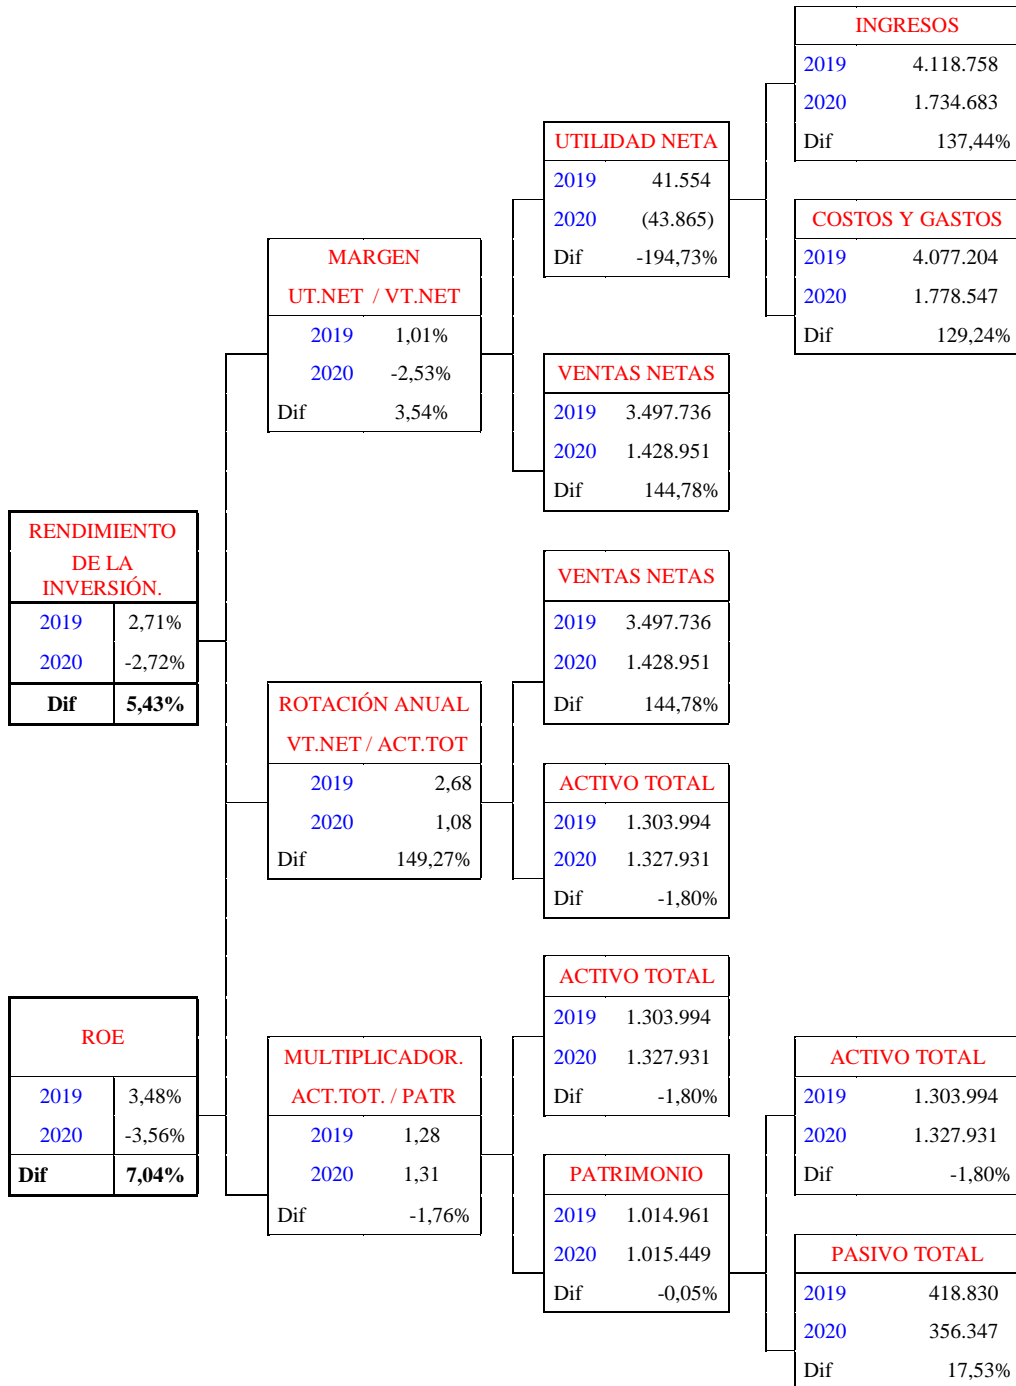 INGRESOS
2019 4.118.758
2020 1.734.683
Dif 137,44%
UTILIDAD NETA
2019 41.554
2020 (43.865)
Dif -194,73%
COSTOS Y GASTOS
2019 4.077.204
2020 1.778.547
Dif 129,24%
MARGEN
UT.NET / VT.NET
2019 1,01%
2020 -2,53%
Dif 3,54%
VENTAS NETAS
2019 3.497.736
2020 1.428.951
Dif 144,78%
RENDIMIENTO
DE LA
INVERSIÓN.
2019 2,71%
2020 -2,72%
Dif 5,43%
VENTAS NETAS
2019 3.497.736
2020 1.428.951
Dif 144,78%
ROTACIÓN ANUAL
VT.NET / ACT.TOT
2019 2,68
2020 1,08
Dif 149,27%
ACTIVO TOTAL
2019 1.303.994
2020 1.327.931
Dif -1,80%
ACTIVO TOTAL
2019 1.303.994
2020 1.327.931
Dif -1,80%
ROE
2019 3,48%
2020 -3,56%
Dif 7,04%
MULTIPLICADOR.
ACT.TOT. / PATR
2019 1,28
2020 1,31
Dif -1,76%
ACTIVO TOTAL
2019 1.303.994
2020 1.327.931
Dif -1,80%
PATRIMONIO
2019 1.014.961
2020 1.015.449
Dif -0,05%
PASIVO TOTAL
2019 418.830
2020 356.347
Dif 17,53%